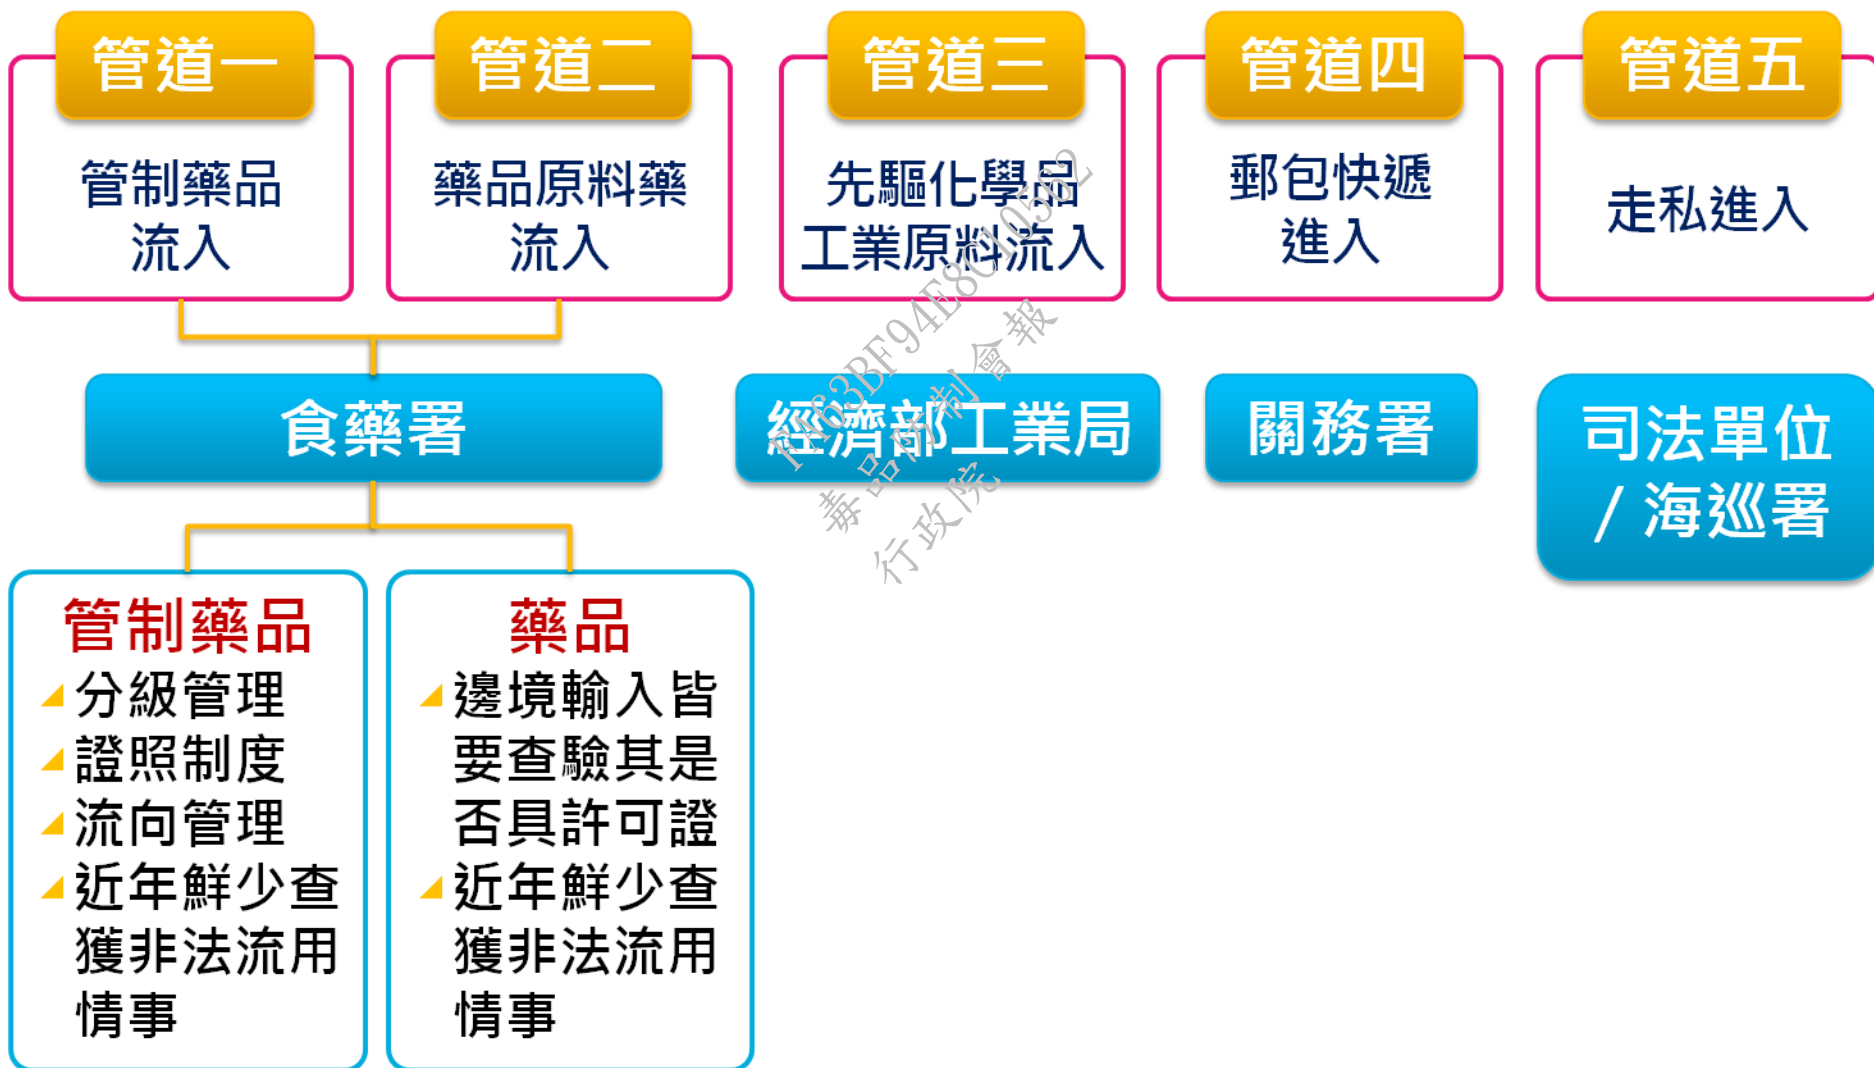 管道一
管制藥品
流入
管道二
藥品原料藥
流入
管道三
先驅化學品
工業原料流入
管道四
郵包快遞
進入
管道五
走私進入
食藥署
經濟部工業局
關務署
司法單位
/ 海巡署
管制藥品
分級管理
證照制度
流向管理
近年鮮少查
獲非法流用
情事
藥品
邊境輸入皆
要查驗其是
否具許可證
近年鮮少查
獲非法流用
情事
毒品防制會報
行政院